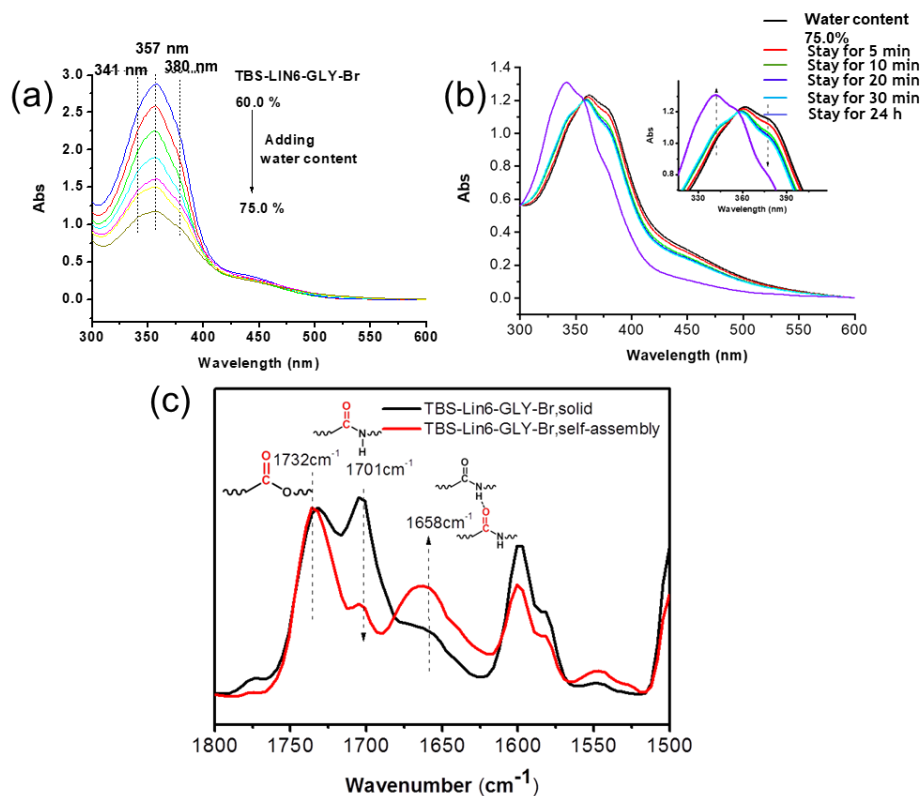 (a)
341 nm
357 nm
380 nm
TBS-LIN6-GLY-Br
60.0 %
Adding
water content
75.0 %
3.0
2.5
2.0
1.5
1.0
0.5
0.0
Abs
300 350 400 450 500 550 600
Wavelength (nm)
(b)
Water content
75.0%
Stay for 5 min
Stay for 10 min
Stay for 20 min
Stay for 30 min
Stay for 24 h
1.4
1.2
1.0
0.8
0.6
0.4
0.2
0.0
Abs
1.2
1.0
0.8
Abs
330 360 390
Wavelength (nm)
300 350 400 450 500 550 600
Wavelength (nm)
(c)
TBS-Lin6-GLY-Br,solid
TBS-Lin6-GLY-Br,self-assembly
O
C
N
H
1732cm-1
1701cm-1
O
C
O
1658cm-1
O
C
N
H
O
C
N
H
1800 1750 1700 1650 1600 1550 1500
Wavenumber (cm-1)